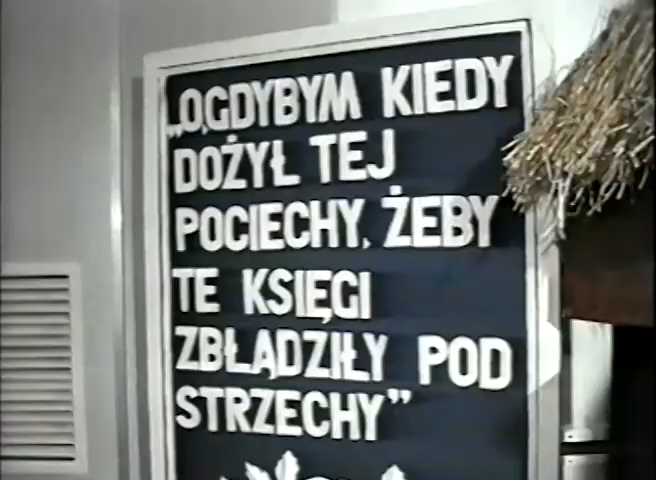 „O, GDYBYM KIEDY
DOŻYŁ TEJ
POCIECHY, ŻEBY
TE KSIĘGI
ZBŁĄDZIŁY POD
STRZECHY”